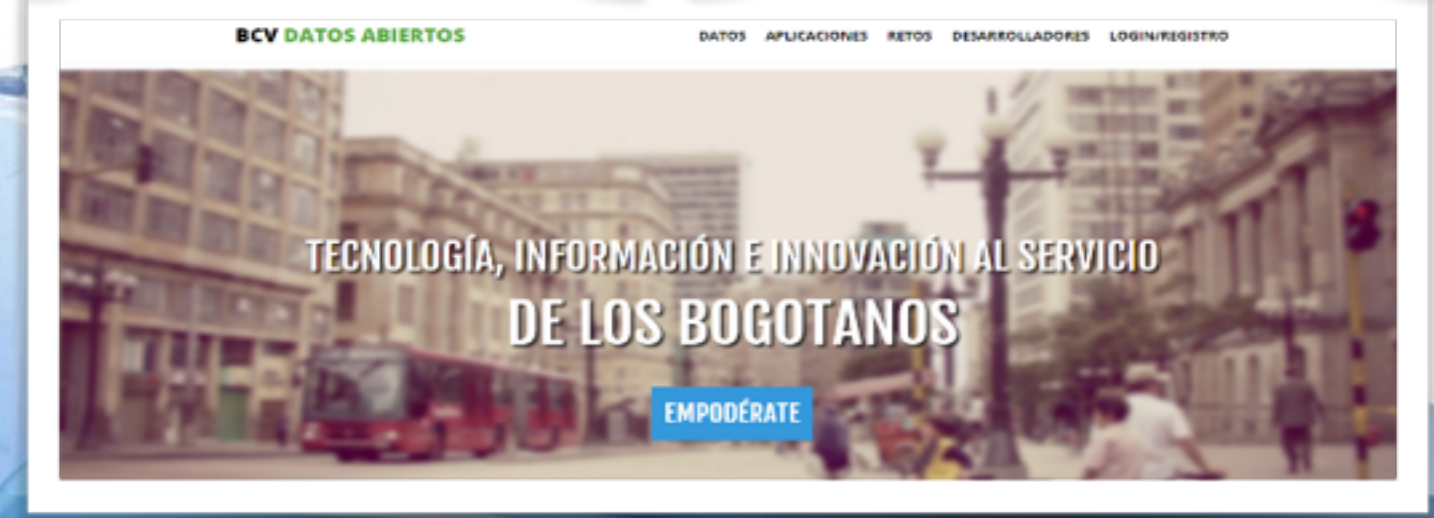 BCV DATOS ABIERTOS
DATOS APLICACIONES RETOS DESARROLLADORES LOGIN/REGISTRO
TECNOLOGÍA, INFORMACIÓN E INNOVACIÓN AL SERVICIO
DE LOS BOGOTANOS
EMPODÉRATE